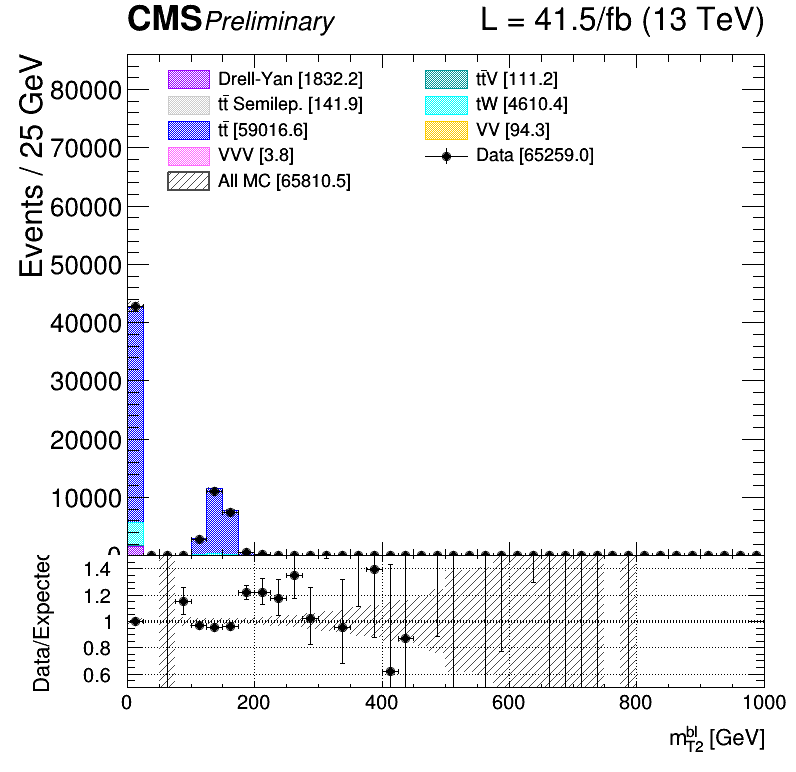 CMS Preliminary L = 41.5/fb (13 TeV)
Events / 25 GeV
80000
70000
60000
50000
40000
30000
20000
10000
0
Drell-Yan [1832.2]
tt̄ Semilep. [141.9]
tt̄ [59016.6]
VVV [3.8]
All MC [65810.5]
tt̄V [111.2]
tW [4610.4]
VV [94.3]
Data [65259.0]
Data/Expected
1.4
1.2
1
0.8
0.6
0 200 400 600 800 1000
m_{T2}^{bl} [GeV]